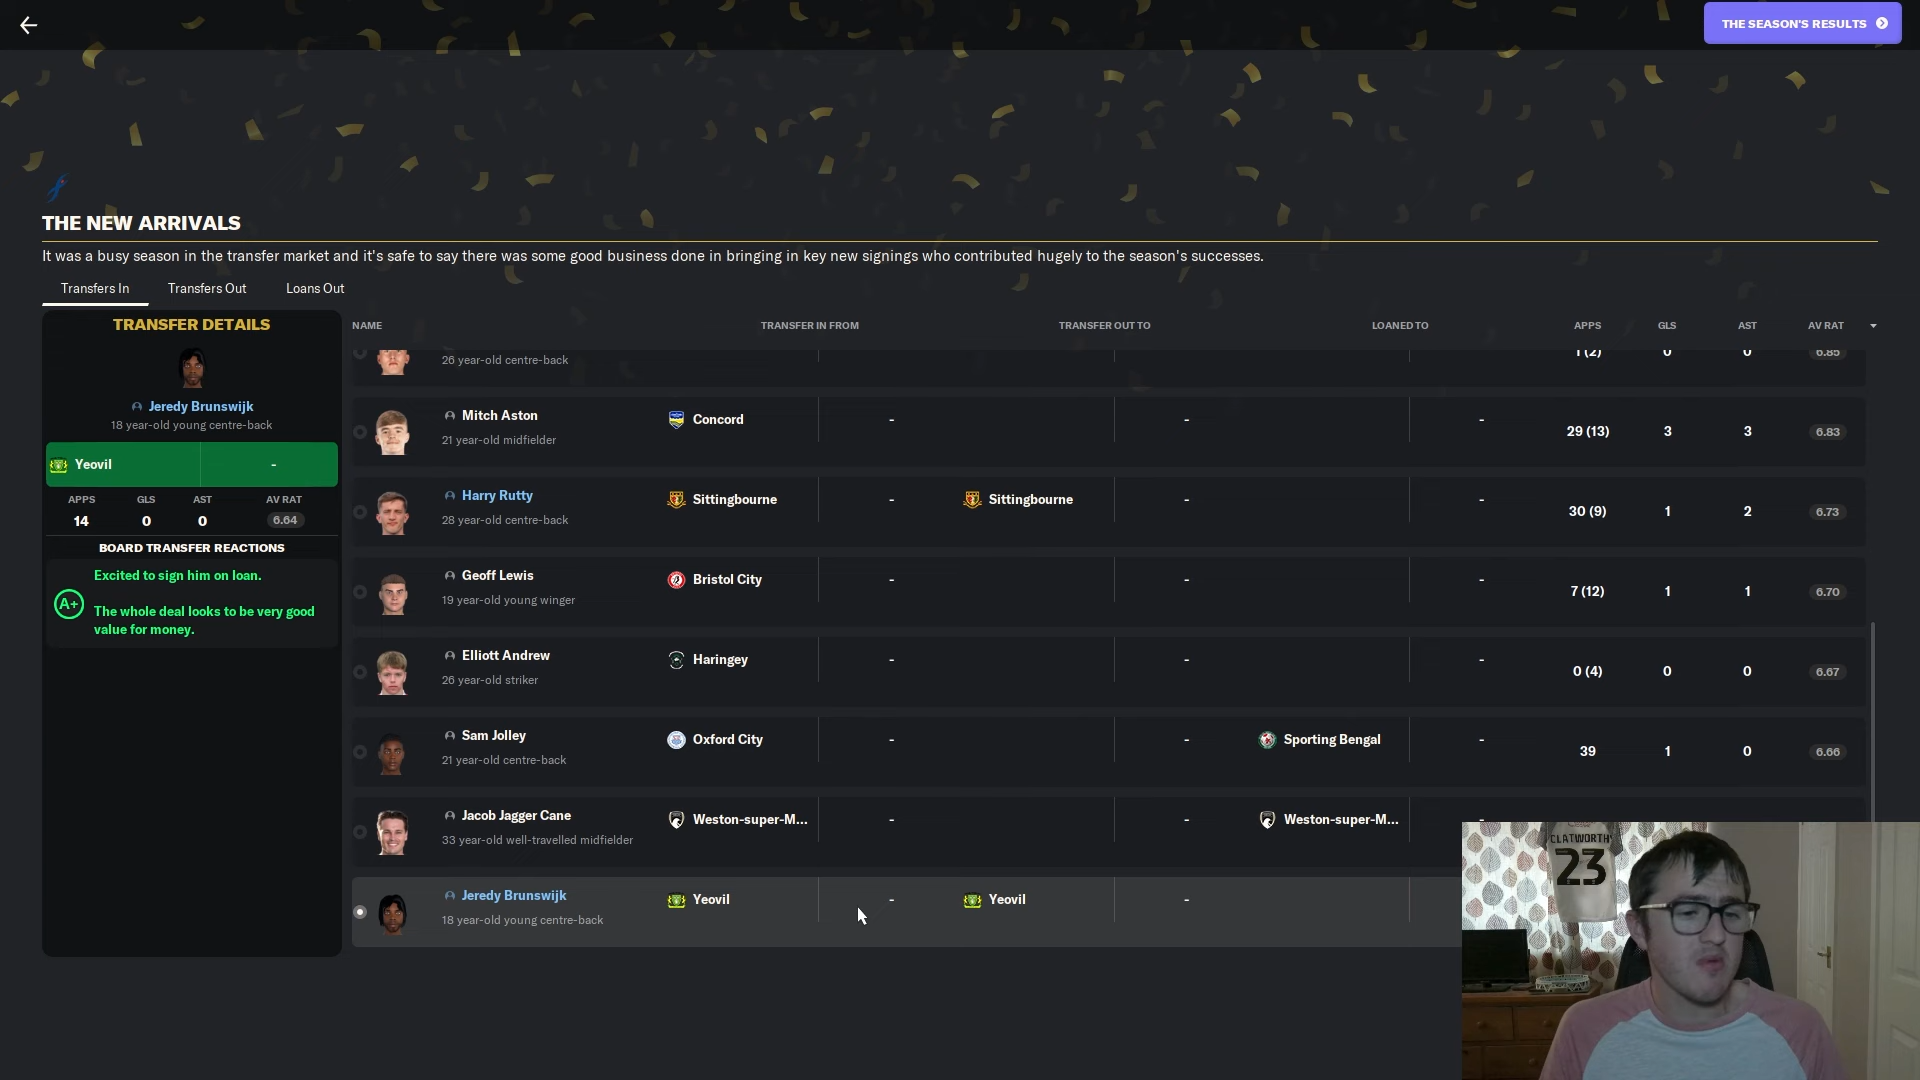 THE SEASON'S RESULTS
THE NEW ARRIVALS
It was a busy season in the transfer market and it's safe to say there was some good business done in bringing in key new signings who contributed hugely to the season's successes.
Transfers In Transfers Out Loans Out
TRANSFER DETAILS
Jeredy Brunswijk
18 year-old young centre-back
Yeovil -
APPS GLS AST AV RAT
14 0 0 6.64
BOARD TRANSFER REACTIONS
A+
Excited to sign him on loan.
The whole deal looks to be very good
value for money.
NAME TRANSFER IN FROM TRANSFER OUT TO LOANED TO APPS GLS AST AV RAT
26 year-old centre-back 1 (2) 0 0 6.85
Mitch Aston Concord - - -
21 year-old midfielder 29 (13) 3 3 6.83
Harry Rutty Sittingbourne - Sittingbourne - -
28 year-old centre-back 30 (9) 1 2 6.73
Geoff Lewis Bristol City - - -
19 year-old young winger 7 (12) 1 1 6.70
Elliott Andrew Haringey - - -
26 year-old striker 0 (4) 0 0 6.67
Sam Jolley Oxford City - - Sporting Bengal -
21 year-old centre-back 39 1 0 6.66
Jacob Jagger Cane Weston-super-M... - - Weston-super-M... -
33 year-old well-travelled midfielder
Jeredy Brunswijk Yeovil - Yeovil -
18 year-old young centre-back
CLATWORTHY
23